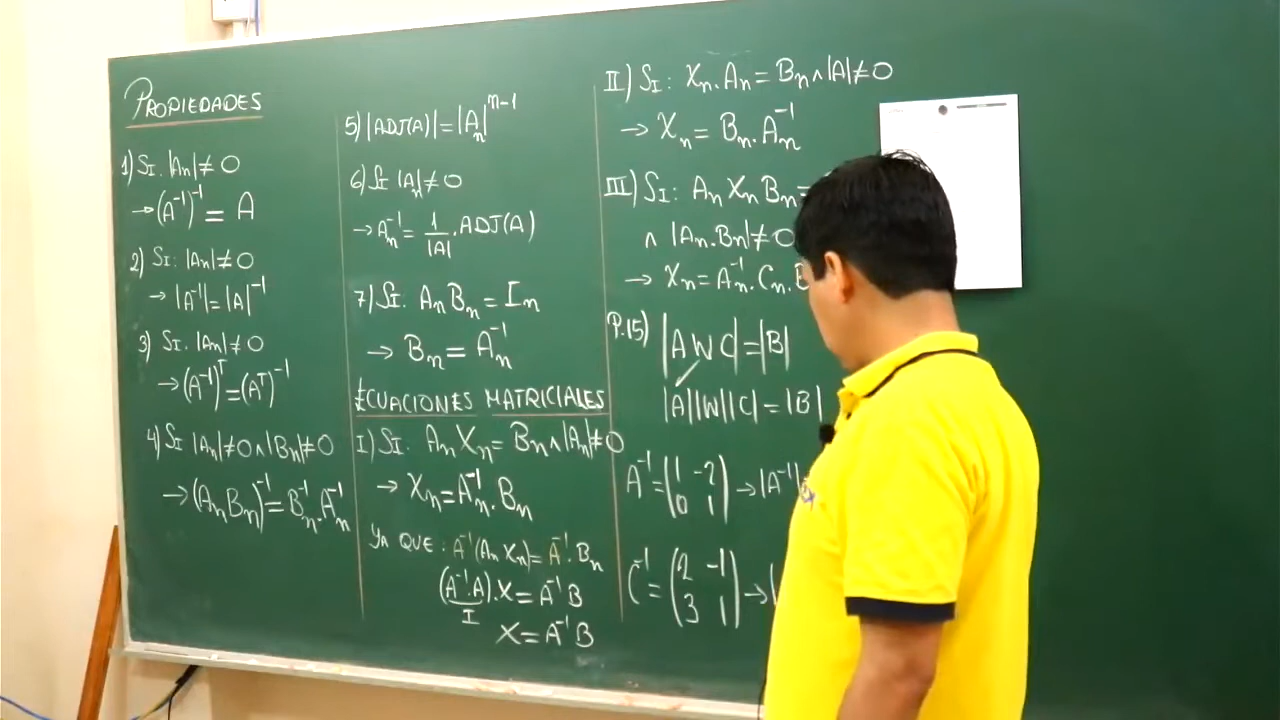 PROPIEDADES
1) SI. |An| ≠ 0
→ (A⁻¹)⁻¹ = A
2) SI: |An| ≠ 0
→ |A⁻¹| = |A|⁻¹
3) SI. |An| ≠ 0
→ (A⁻¹)ᵀ = (Aᵀ)⁻¹
4) SI |An| ≠ 0 ∧ |Bn| ≠ 0
→ (An Bn)⁻¹ = Bn⁻¹ . An⁻¹
5) |ADJ(A)| = |An|ⁿ⁻¹
6) SI |An| ≠ 0
→ An⁻¹ = 1/|A| . ADJ(A)
7) SI. An Bn = In
→ Bn = An⁻¹
ECUACIONES MATRICIALES
I) SI: An Xn = Bn ∧ |An| ≠ 0
→ Xn = An⁻¹ . Bn
YA QUE: A⁻¹(An Xn) = A⁻¹ . Bn
(A⁻¹ . A) . X = A⁻¹ B
I
X = A⁻¹ B
II) SI: Xn . An = Bn ∧ |A| ≠ 0
→ Xn = Bn . An⁻¹
III) SI: An Xn Bn =
∧ |An . Bn| ≠ 0
→ Xn = An⁻¹ . Cn .
P.15) |A W C| = |B|
|A||W||C| = |B|
A⁻¹ = (1 -2
0 1) → |A⁻¹|
C⁻¹ = (2 -1
3 1) → |